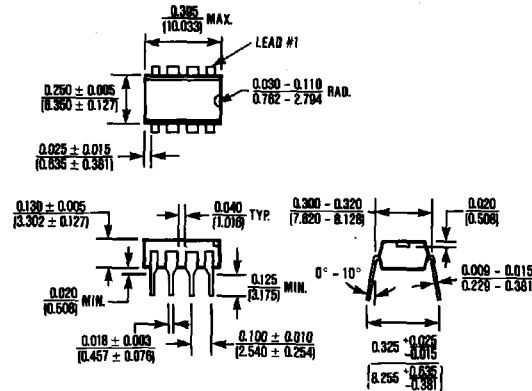 0.395
(10.033) MAX.
LEAD #1
0.250 ± 0.005
(6.350 ± 0.127)
0.030 - 0.110
0.762 - 2.794 RAD.
0.025 ± 0.015
(0.635 ± 0.381)
0.130 ± 0.005
(3.302 ± 0.127)
0.040
(1.016) TYP.
0.300 - 0.320
(7.620 - 8.128)
0.020
(0.508)
0.020
(0.508) MIN.
0.125
(3.175) MIN.
0° - 10°
0.009 - 0.015
(0.229 - 0.381)
0.018 ± 0.003
(0.457 ± 0.076)
0.100 ± 0.010
(2.540 ± 0.254)
0.325 +0.025
-0.015
(8.255 +0.635
-0.381)